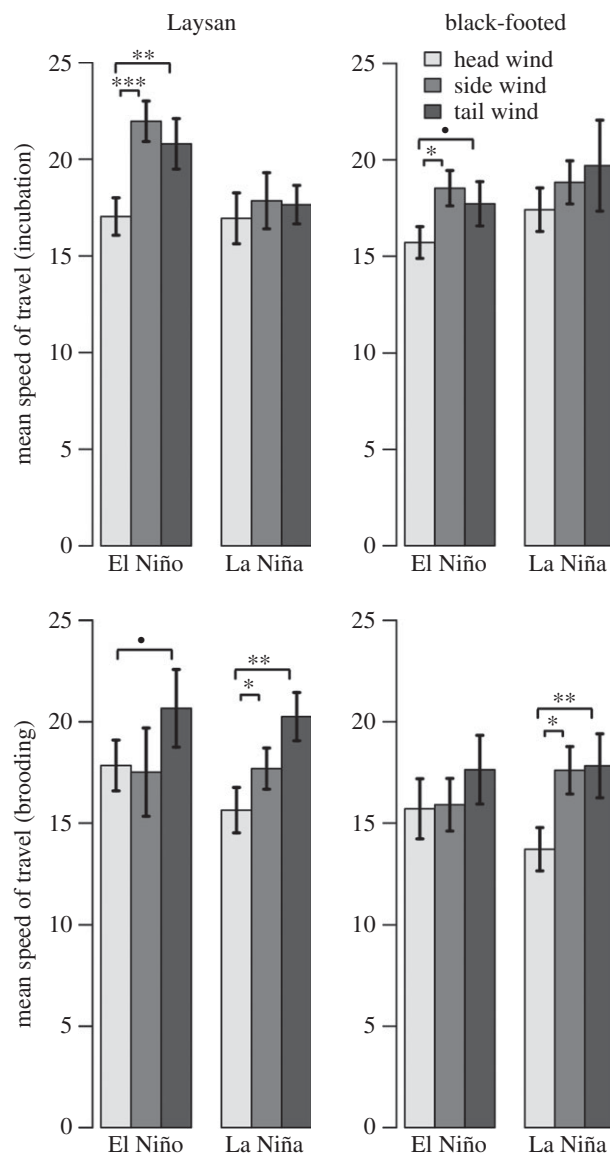 Laysan
black-footed
head wind
side wind
tail wind
mean speed of travel (incubation)
25
20
15
10
5
0
**
***
El Niño
La Niña
25
20
15
10
5
0
•
*
El Niño
La Niña
mean speed of travel (brooding)
25
20
15
10
5
0
•
**
*
El Niño
La Niña
25
20
15
10
5
0
**
*
El Niño
La Niña